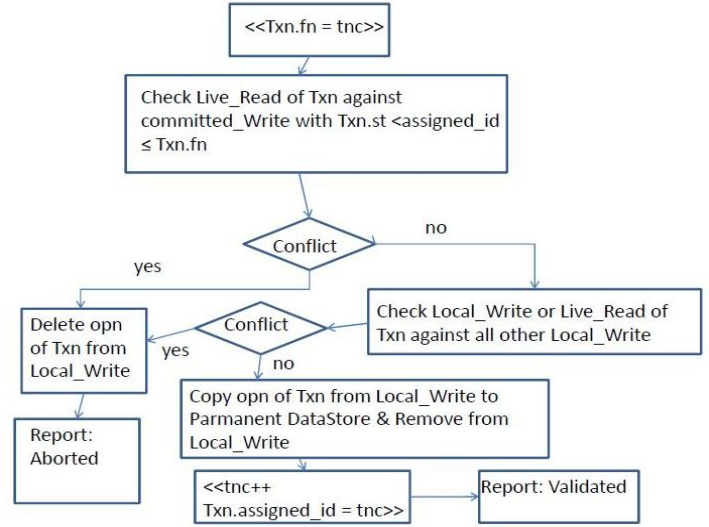 <<Txn.fn = tnc>>
Check Live_Read of Txn against
committed_Write with Txn.st <assigned_id
≤ Txn.fn
Conflict
no
yes
Check Local_Write or Live_Read of
Txn against all other Local_Write
Conflict
yes
no
Delete opn
of Txn from
Local_Write
Copy opn of Txn from Local_Write to
Parmanent DataStore & Remove from
Local_Write
Report:
Aborted
<<tnc++
Txn.assigned_id = tnc>>
Report: Validated